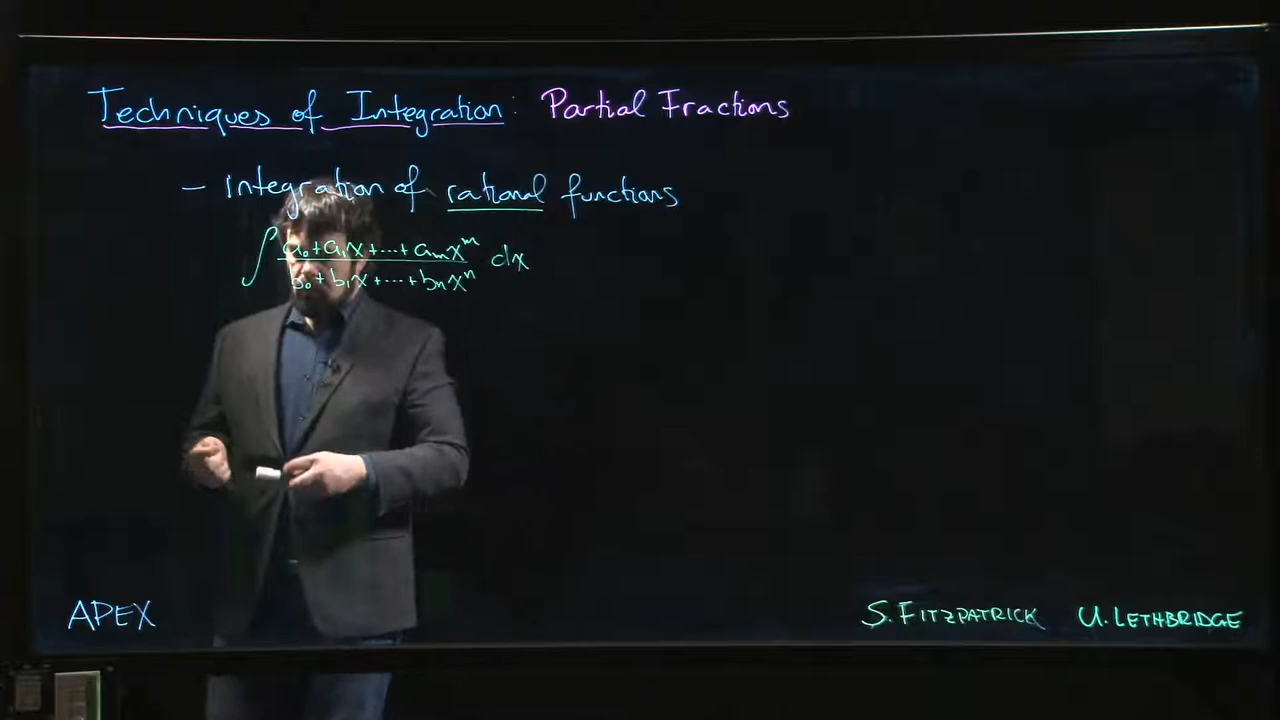 Techniques of Integration: Partial Fractions
– Integration of rational functions
∫ (a₀ + a₁x + ··· + aₘxᵐ) / (b₀ + b₁x + ··· + bₙxⁿ) dx
APEX
S. FITZPATRICK U. LETHBRIDGE